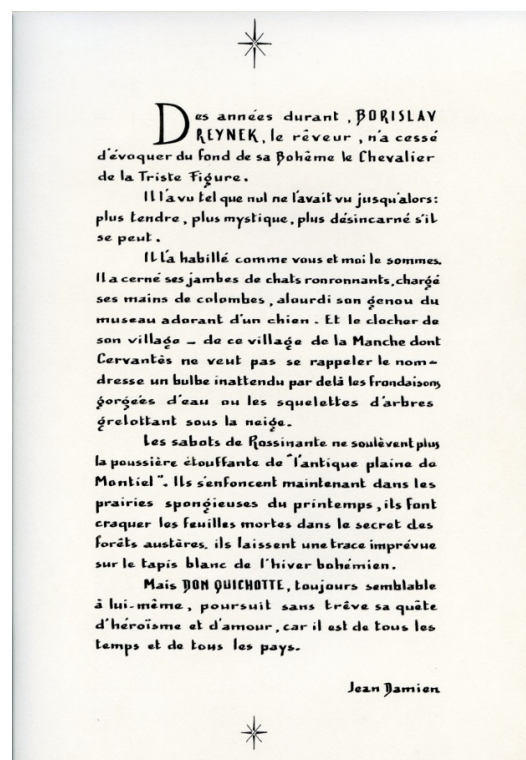 Des années durant, BORISLAV
REYNEK, le rêveur, n'a cessé
d'évoquer du fond de sa Bohême le Chevalier
de la Triste Figure.
Il l'a vu tel que nul ne l'avait vu jusqu'alors:
plus tendre, plus mystique, plus désincarné s'il
se peut.
Il l'a habillé comme vous et moi le sommes.
Il a cerné ses jambes de chats ronronnants, chargé
ses mains de colombes, alourdi son genou du
museau adorant d'un chien. Et le clocher de
son village - de ce village de la Manche dont
Cervantès ne veut pas se rappeler le nom -
dresse un bulbe inattendu par delà les frondaisons
gorgées d'eau ou les squelettes d'arbres
grelottant sous la neige.
Les sabots de Rossinante ne soulèvent plus
la poussière étouffante de "l'antique plaine de
Montiel". Ils s'enfoncent maintenant dans les
prairies spongieuses du printemps, ils font
craquer les feuilles mortes dans le secret des
forêts austères, ils laissent une trace imprévue
sur le tapis blanc de l'hiver bohémien.
Mais DON QUICHOTTE, toujours semblable
à lui-même, poursuit sans trêve sa quête
d'héroïsme et d'amour, car il est de tous les
temps et de tous les pays.
Jean Damien